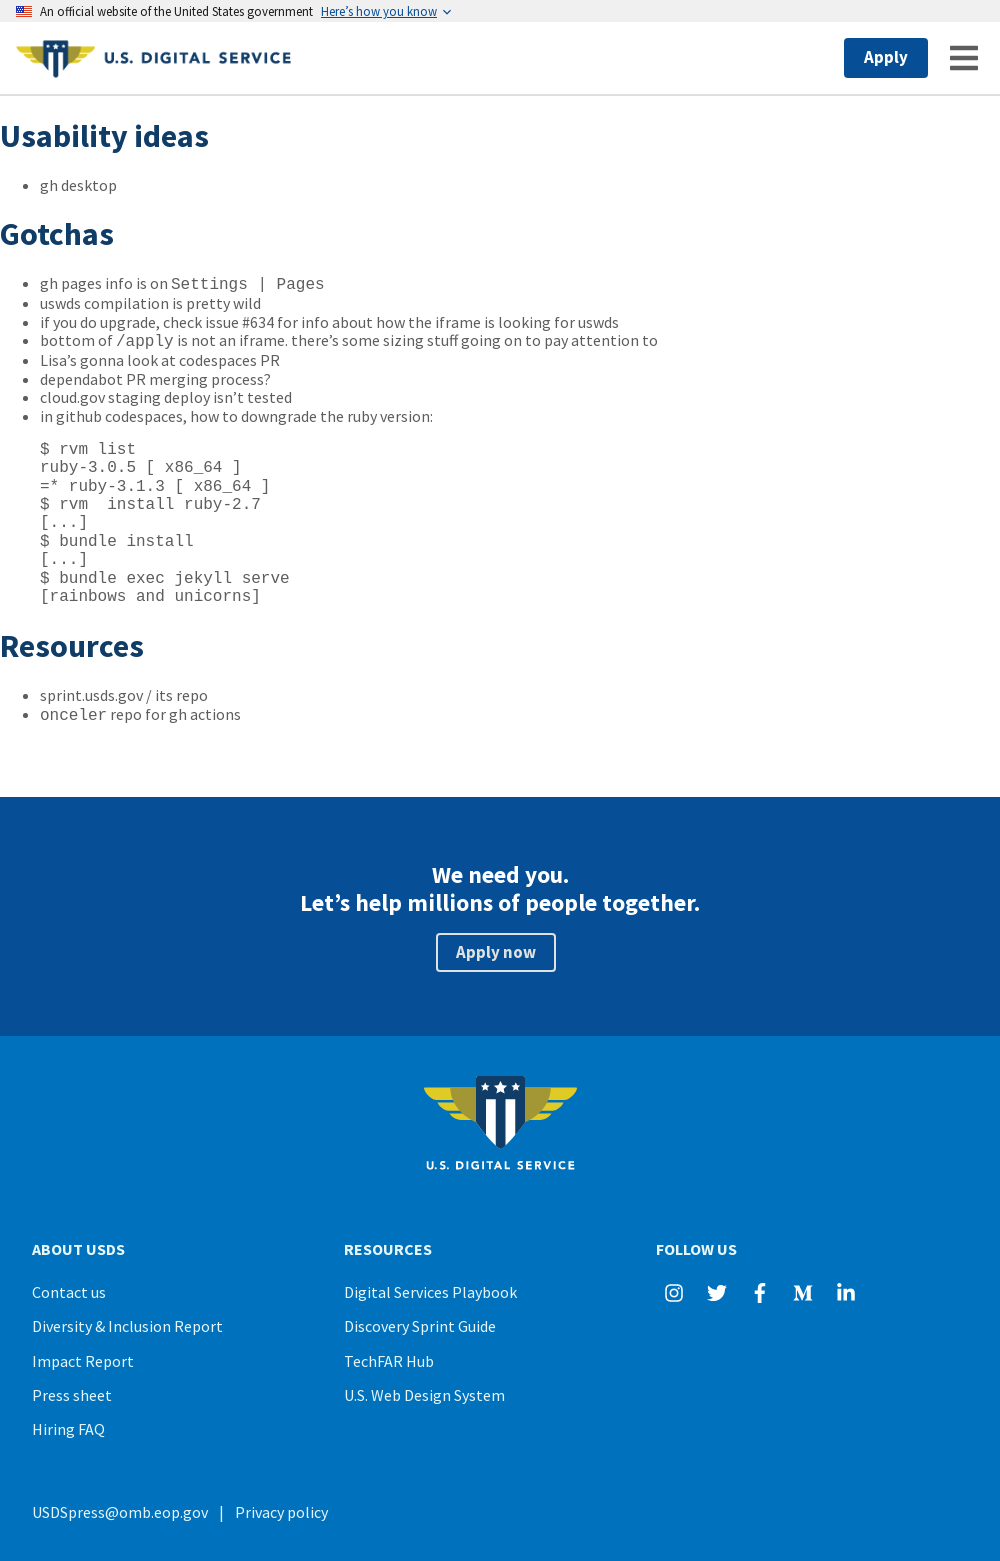 An official website of the United States government Here’s how you know
U.S. DIGITAL SERVICE
Apply
Usability ideas
gh desktop
Gotchas
gh pages info is on Settings | Pages
uswds compilation is pretty wild
if you do upgrade, check issue #634 for info about how the iframe is looking for uswds
bottom of /apply is not an iframe. there’s some sizing stuff going on to pay attention to
Lisa’s gonna look at codespaces PR
dependabot PR merging process?
cloud.gov staging deploy isn’t tested
in github codespaces, how to downgrade the ruby version:
$ rvm list
ruby-3.0.5 [ x86_64 ]
=* ruby-3.1.3 [ x86_64 ]
$ rvm  install ruby-2.7
[...]
$ bundle install
[...]
$ bundle exec jekyll serve
[rainbows and unicorns]
Resources
sprint.usds.gov / its repo
onceler repo for gh actions
We need you.
Let’s help millions of people together.
Apply now
U.S. DIGITAL SERVICE
ABOUT USDS
Contact us
Diversity & Inclusion Report
Impact Report
Press sheet
Hiring FAQ
RESOURCES
Digital Services Playbook
Discovery Sprint Guide
TechFAR Hub
U.S. Web Design System
FOLLOW US
USDSpress@omb.eop.gov | Privacy policy